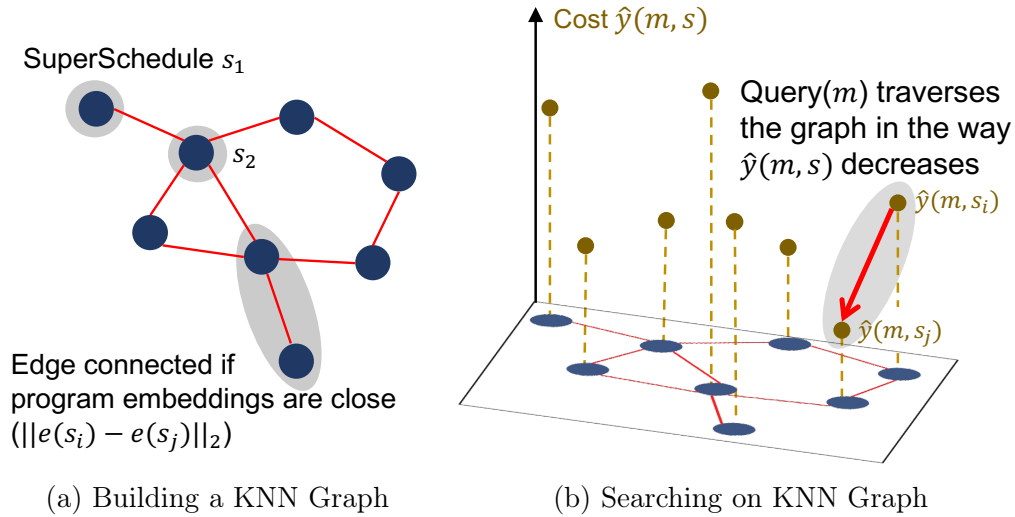 SuperSchedule s₁
s₂
Edge connected if
program embeddings are close
(||e(sᵢ) − e(sⱼ)||₂)
(a) Building a KNN Graph
Cost ŷ(m, s)
Query(m) traverses
the graph in the way
ŷ(m, s) decreases
ŷ(m, sᵢ)
ŷ(m, sⱼ)
(b) Searching on KNN Graph